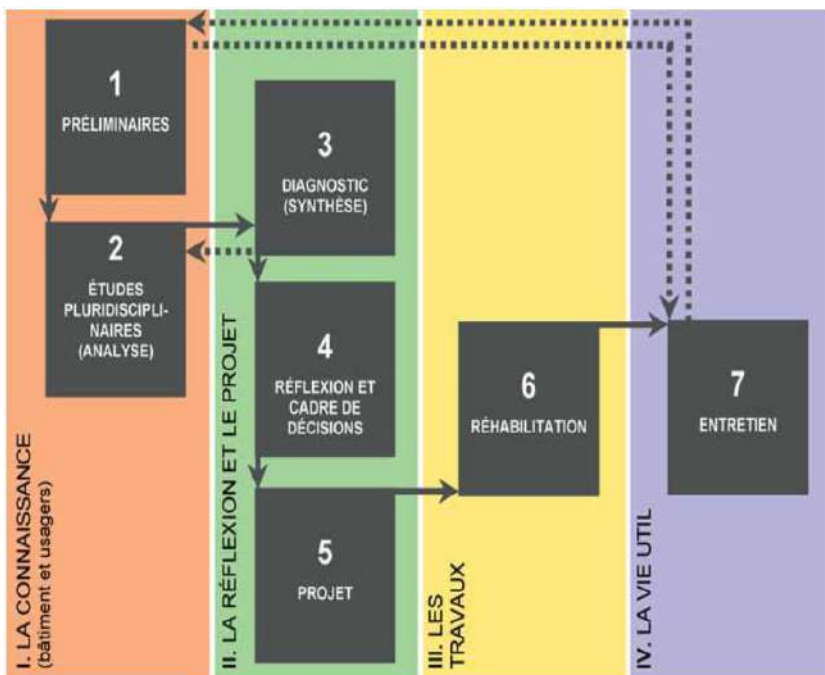 1
PRÉLIMINAIRES
2
ÉTUDES
PLURIDISCIPLI-
NAIRES
(ANALYSE)
I. LA CONNAISSANCE
(bâtiment et usagers)
3
DIAGNOSTIC
(SYNTHÈSE)
4
RÉFLEXION ET
CADRE DE
DÉCISIONS
5
PROJET
II. LA RÉFLEXION ET LE PROJET
6
RÉHABILITATION
III. LES
TRAVAUX
7
ENTRETIEN
IV. LA VIE UTIL